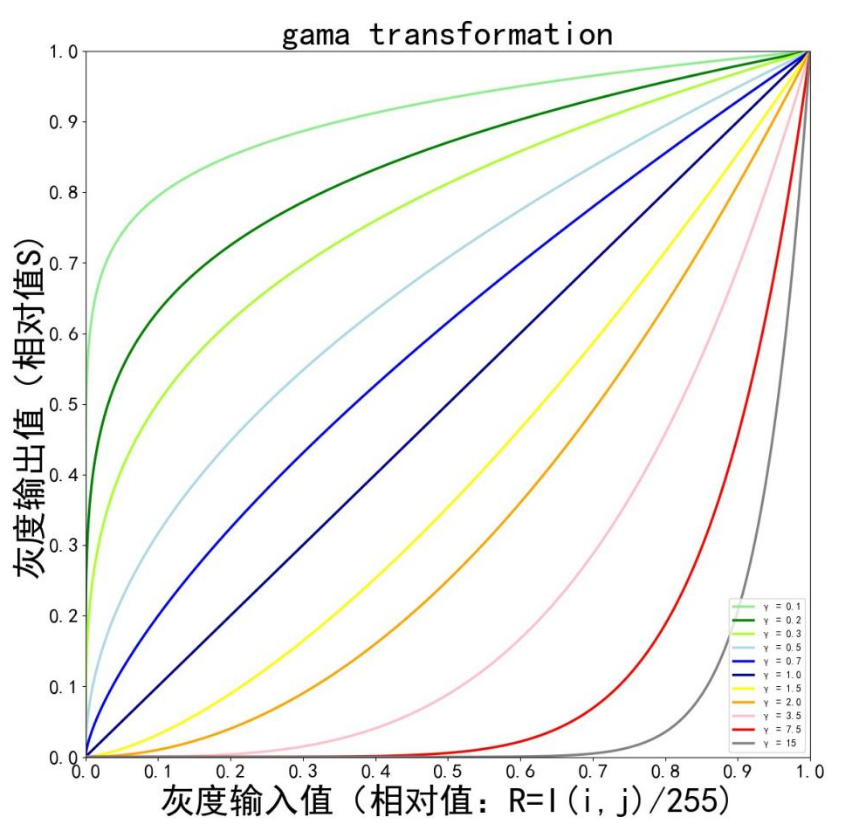 gama transformation
灰度输出值（相对值S）
1.0
0.9
0.8
0.7
0.6
0.5
0.4
0.3
0.2
0.1
0.0
γ = 0.1
γ = 0.2
γ = 0.3
γ = 0.5
γ = 0.7
γ = 1.0
γ = 1.5
γ = 2.0
γ = 3.5
γ = 7.5
γ = 15
0.0 0.1 0.2 0.3 0.4 0.5 0.6 0.7 0.8 0.9 1.0
灰度输入值（相对值：R=I(i,j)/255）